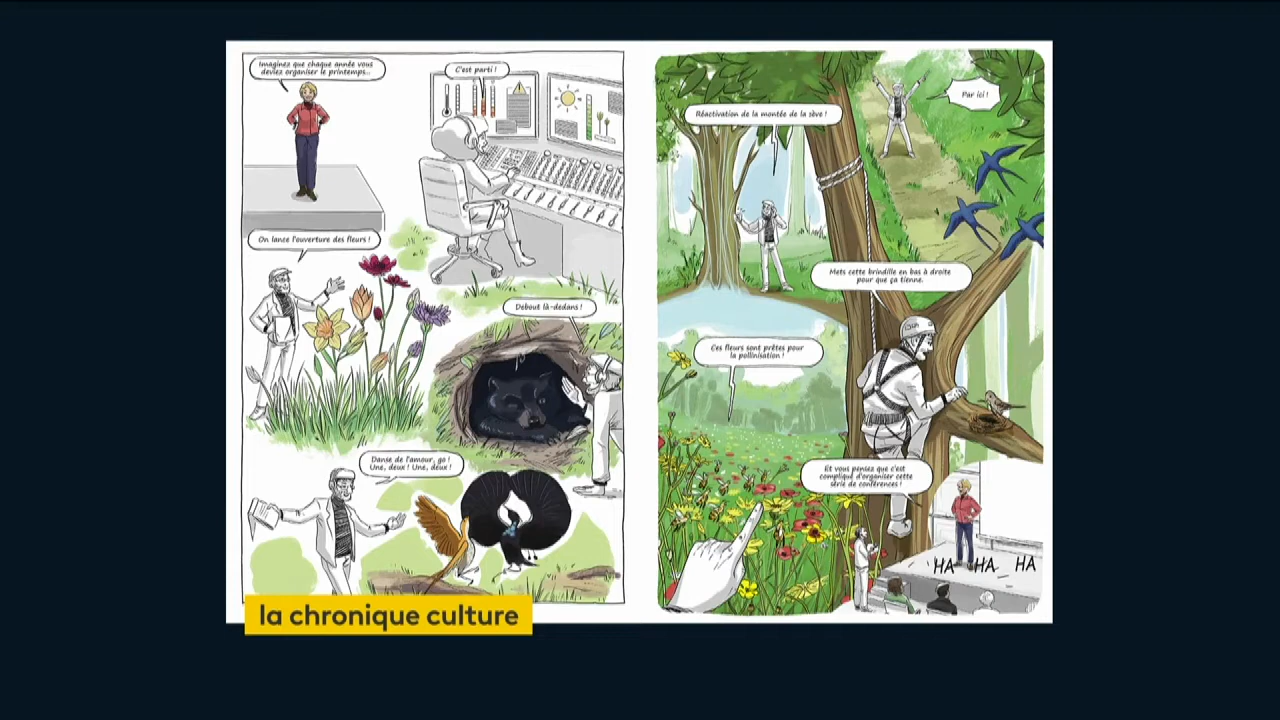 Imaginez que chaque année vous
deviez organiser le printemps...
C'est parti !
On lance l'ouverture des fleurs !
Debout là-dedans !
Danse de l'amour, go !
Une, deux ! Une, deux !
Par ici !
Réactivation de la montée de la sève !
Mets cette brindille en bas à droite
pour que ça tienne.
Ces fleurs sont prêtes pour
la pollinisation !
Et vous pensez que c'est
compliqué d'organiser cette
série de conférences !
HA HA HA
la chronique culture